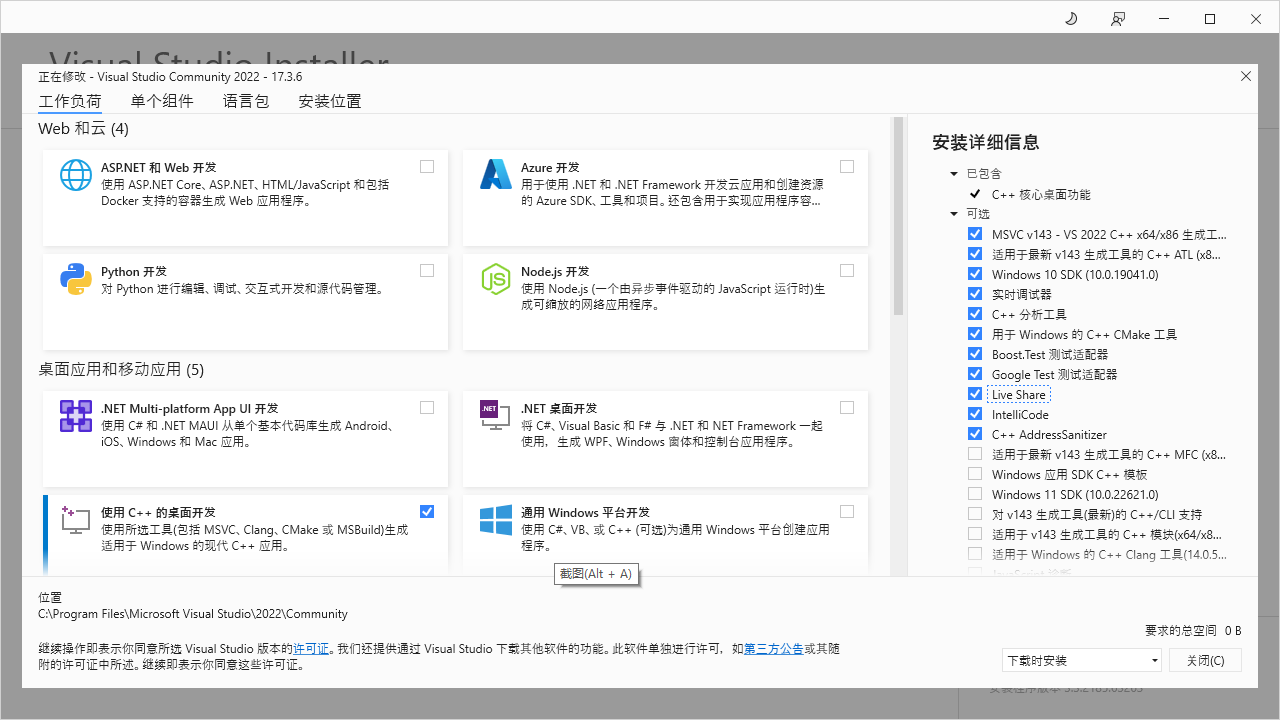 Visual Studio Installer
正在修改 - Visual Studio Community 2022 - 17.3.6
工作负荷
单个组件
语言包
安装位置
Web 和云 (4)
ASP.NET 和 Web 开发
使用 ASP.NET Core、ASP.NET、HTML/JavaScript 和包括
Docker 支持的容器生成 Web 应用程序。
Azure 开发
用于使用 .NET 和 .NET Framework 开发云应用和创建资源
的 Azure SDK、工具和项目。还包含用于实现应用程序容...
Python 开发
对 Python 进行编辑、调试、交互式开发和源代码管理。
Node.js 开发
使用 Node.js (一个由异步事件驱动的 JavaScript 运行时)生
成可缩放的网络应用程序。
桌面应用和移动应用 (5)
.NET Multi-platform App UI 开发
使用 C# 和 .NET MAUI 从单个基本代码库生成 Android、
iOS、Windows 和 Mac 应用。
.NET
.NET 桌面开发
将 C#、Visual Basic 和 F# 与 .NET 和 NET Framework 一起
使用，生成 WPF、Windows 窗体和控制台应用程序。
使用 C++ 的桌面开发
使用所选工具(包括 MSVC、Clang、CMake 或 MSBuild)生成
适用于 Windows 的现代 C++ 应用。
通用 Windows 平台开发
使用 C#、VB、或 C++ (可选)为通用 Windows 平台创建应用
程序。
截图(Alt + A)
安装详细信息
已包含
C++ 核心桌面功能
可选
MSVC v143 - VS 2022 C++ x64/x86 生成工...
适用于最新 v143 生成工具的 C++ ATL (x8...
Windows 10 SDK (10.0.19041.0)
实时调试器
C++ 分析工具
用于 Windows 的 C++ CMake 工具
Boost.Test 测试适配器
Google Test 测试适配器
Live Share
IntelliCode
C++ AddressSanitizer
适用于最新 v143 生成工具的 C++ MFC (x8...
Windows 应用 SDK C++ 模板
Windows 11 SDK (10.0.22621.0)
对 v143 生成工具(最新)的 C++/CLI 支持
适用于 v143 生成工具的 C++ 模块(x64/x8...
适用于 Windows 的 C++ Clang 工具(14.0.5...
JavaScript 诊断
位置
C:\Program Files\Microsoft Visual Studio\2022\Community
继续操作即表示你同意所选 Visual Studio 版本的许可证。我们还提供通过 Visual Studio 下载其他软件的功能。此软件单独进行许可，如第三方公告或其随
附的许可证中所述。继续即表示你同意这些许可证。
要求的总空间 0 B
下载时安装
关闭(C)